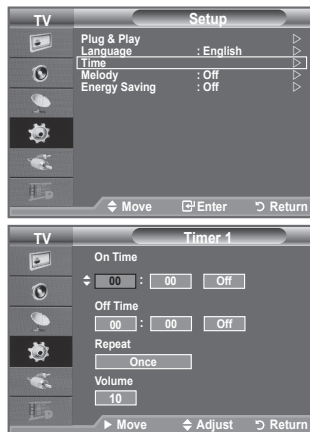 TV Setup
Plug & Play
Language : English
Time
Melody : Off
Energy Saving : Off
Move Enter Return
TV Timer 1
On Time
00 : 00 Off
Off Time
00 : 00 Off
Repeat
Once
Volume
10
Move Adjust Return